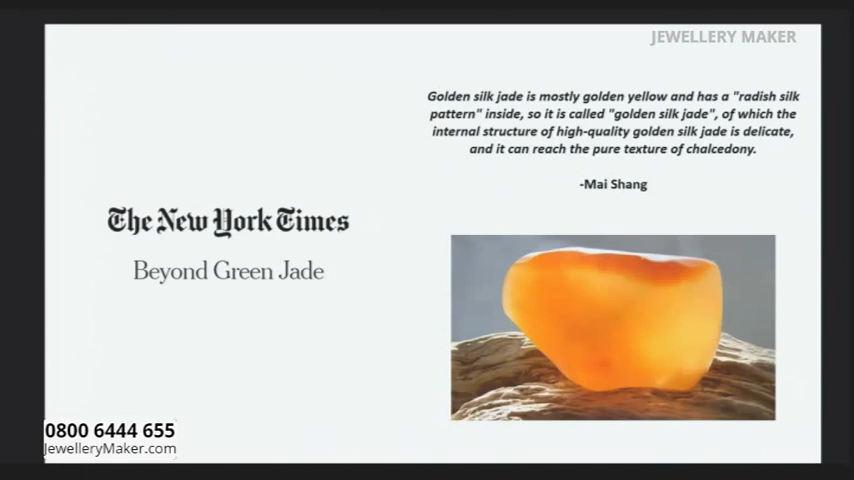 JEWELLERY MAKER
Golden silk jade is mostly golden yellow and has a "radish silk
pattern" inside, so it is called "golden silk jade", of which the
internal structure of high-quality golden silk jade is delicate,
and it can reach the pure texture of chalcedony.
-Mai Shang
The New York Times
Beyond Green Jade
0800 6444 655
JewelleryMaker.com